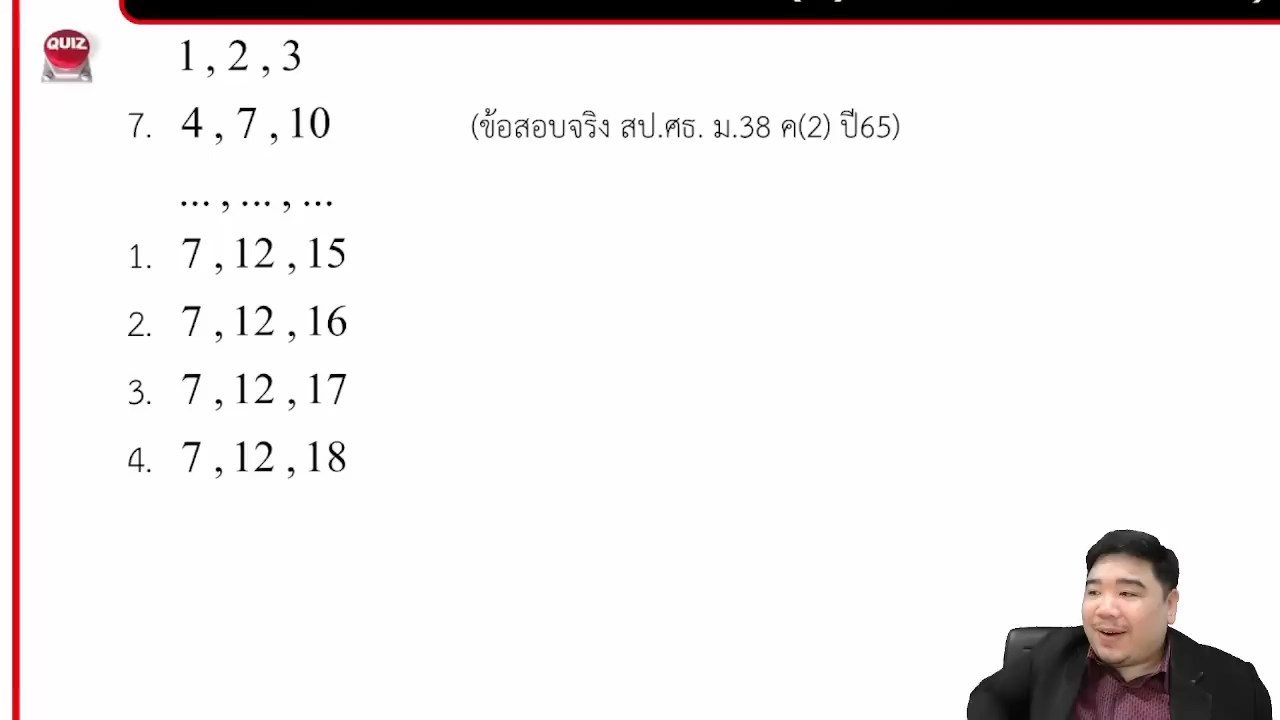 QUIZ
1 , 2 , 3
7. 4 , 7 , 10 (ข้อสอบจริง สป.ศธ. ม.38 ค(2) ปี65)
... , ... , ...
1. 7 , 12 , 15
2. 7 , 12 , 16
3. 7 , 12 , 17
4. 7 , 12 , 18